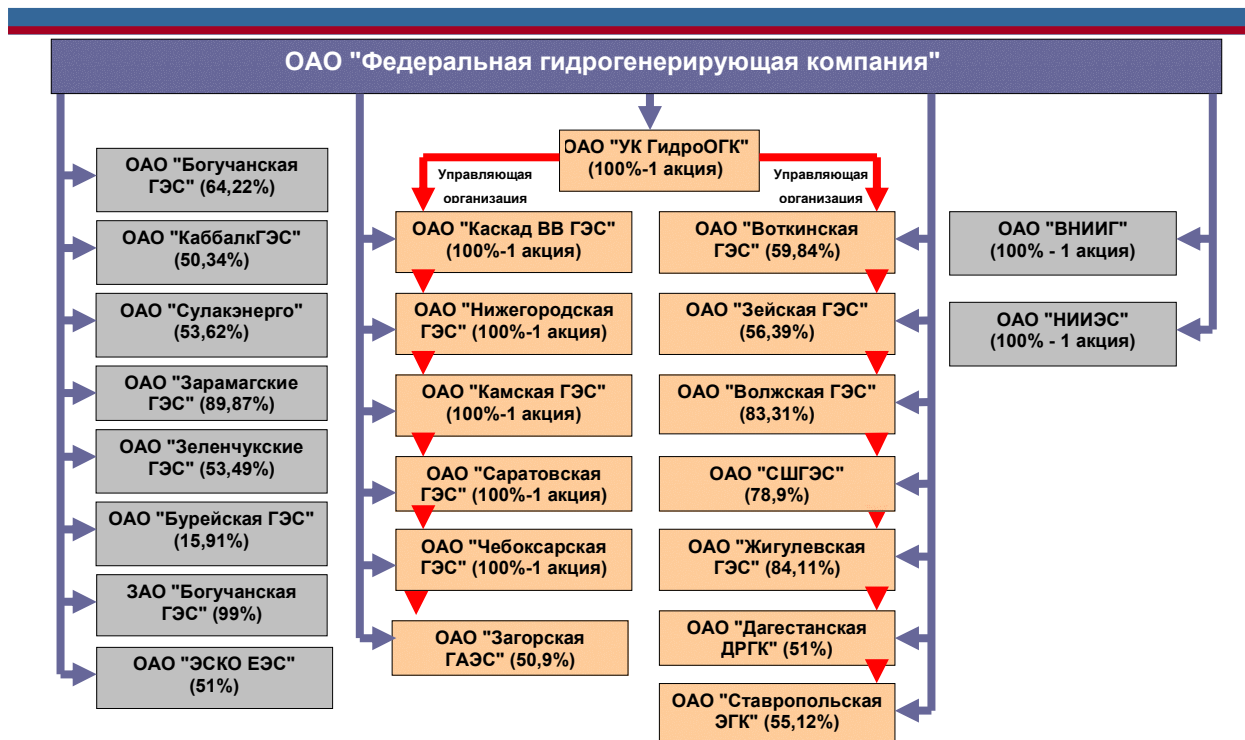 ОАО "Федеральная гидрогенерирующая компания"
ОАО "УК ГидроОГК"
(100%-1 акция)
Управляющая
организация
Управляющая
организация
ОАО "Богучанская
ГЭС" (64,22%)
ОАО "КаббалкГЭС"
(50,34%)
ОАО "Сулакэнерго"
(53,62%)
ОАО "Зарамагские
ГЭС" (89,87%)
ОАО "Зеленчукские
ГЭС" (53,49%)
ОАО "Бурейская ГЭС"
(15,91%)
ЗАО "Богучанская
ГЭС" (99%)
ОАО "ЭСКО ЕЭС"
(51%)
ОАО "Каскад ВВ ГЭС"
(100%-1 акция)
ОАО "Нижегородская
ГЭС" (100%-1 акция)
ОАО "Камская ГЭС"
(100%-1 акция)
ОАО "Саратовская
ГЭС" (100%-1 акция)
ОАО "Чебоксарская
ГЭС" (100%-1 акция)
ОАО "Загорская
ГАЭС" (50,9%)
ОАО "Воткинская
ГЭС" (59,84%)
ОАО "Зейская ГЭС"
(56,39%)
ОАО "Волжская ГЭС"
(83,31%)
ОАО "СШГЭС"
(78,9%)
ОАО "Жигулевская
ГЭС" (84,11%)
ОАО "Дагестанская
ДРГК" (51%)
ОАО "Ставропольская
ЭГК" (55,12%)
ОАО "ВНИИГ"
(100% - 1 акция)
ОАО "НИИЭС"
(100% - 1 акция)